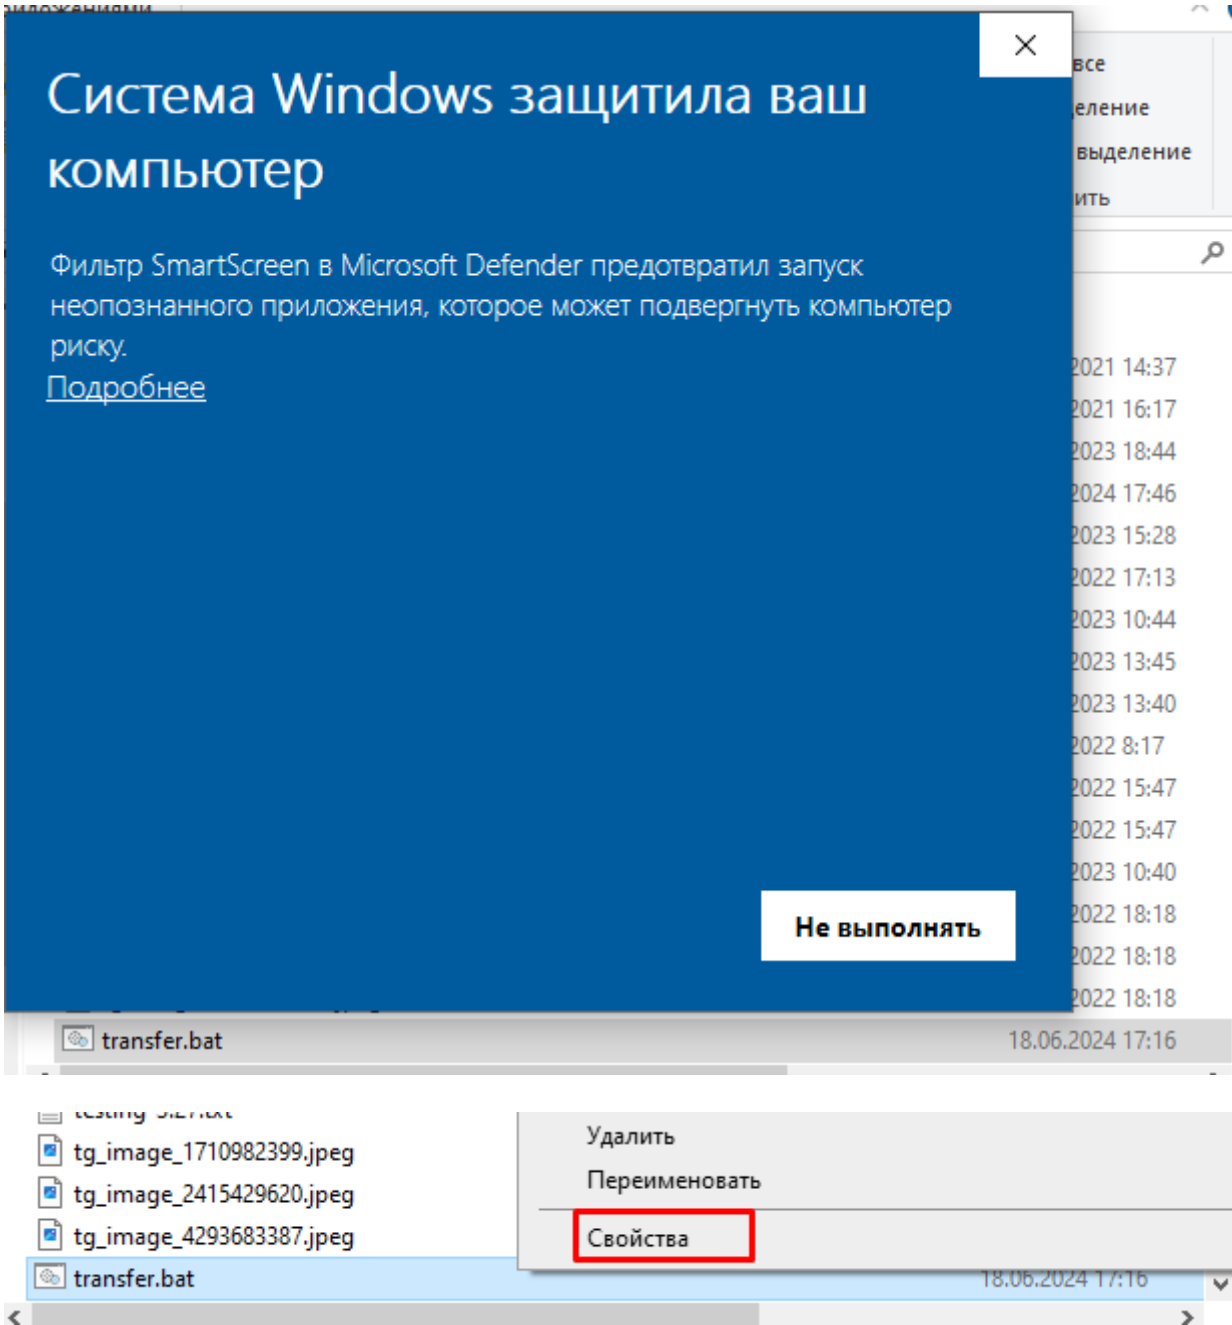 Система Windows защитила ваш
компьютер
Фильтр SmartScreen в Microsoft Defender предотвратил запуск
неопознанного приложения, которое может подвергнуть компьютер
риску.
Подробнее
все
еление
выделение
ить
2021 14:37
2021 16:17
2023 18:44
2024 17:46
2023 15:28
2022 17:13
2023 10:44
2023 13:45
2023 13:40
2022 8:17
2022 15:47
2022 15:47
2023 10:40
2022 18:18
2022 18:18
2022 18:18
Не выполнять
transfer.bat 18.06.2024 17:16
tg_image_1710982399.jpeg
tg_image_2415429620.jpeg
tg_image_4293683387.jpeg
transfer.bat 18.06.2024 17:16
Удалить
Переименовать
Свойства